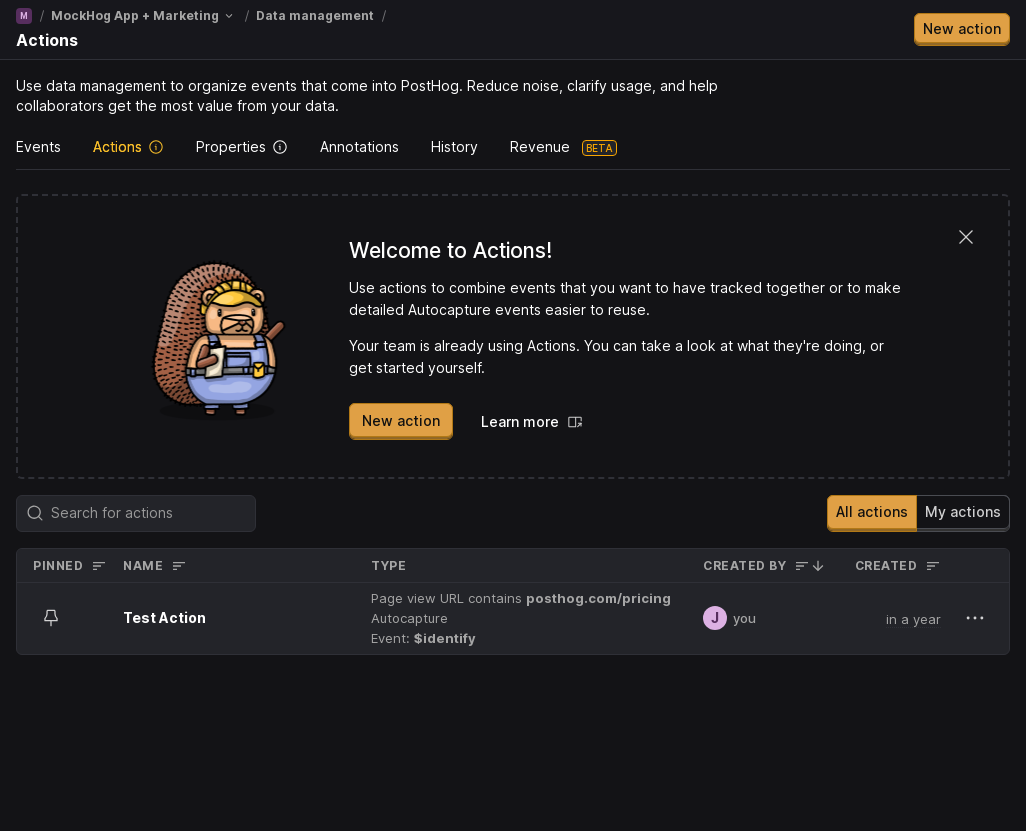 M / MockHog App + Marketing / Data management /
Actions
New action
Use data management to organize events that come into PostHog. Reduce noise, clarify usage, and help
collaborators get the most value from your data.
Events Actions Properties Annotations History Revenue BETA
Welcome to Actions!
Use actions to combine events that you want to have tracked together or to make
detailed Autocapture events easier to reuse.
Your team is already using Actions. You can take a look at what they're doing, or
get started yourself.
New action Learn more
Search for actions All actions My actions
PINNED NAME TYPE CREATED BY CREATED
Page view URL contains posthog.com/pricing
Test Action Autocapture J you in a year
Event: $identify